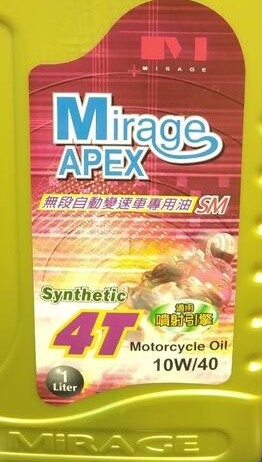 MIRAGE
Mirage
APEX
無段自動變速車專用油 SM
Synthetic
適用
噴射引擎
4T
Motorcycle Oil
10W/40
1
Liter
MIRAGE